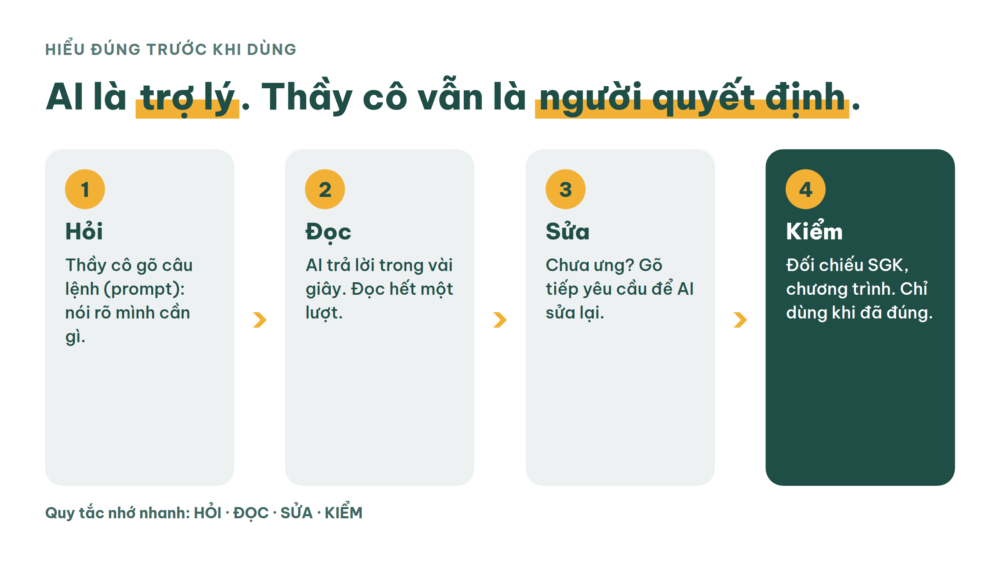 HIỂU ĐÚNG TRƯỚC KHI DÙNG
AI là trợ lý. Thầy cô vẫn là người quyết định.
1
Hỏi
Thầy cô gõ câu
lệnh (prompt):
nói rõ mình cần
gì.
2
Đọc
AI trả lời trong vài
giây. Đọc hết một
lượt.
3
Sửa
Chưa ưng? Gõ
tiếp yêu cầu để AI
sửa lại.
4
Kiểm
Đối chiếu SGK,
chương trình. Chỉ
dùng khi đã đúng.
Quy tắc nhớ nhanh: HỎI · ĐỌC · SỬA · KIỂM